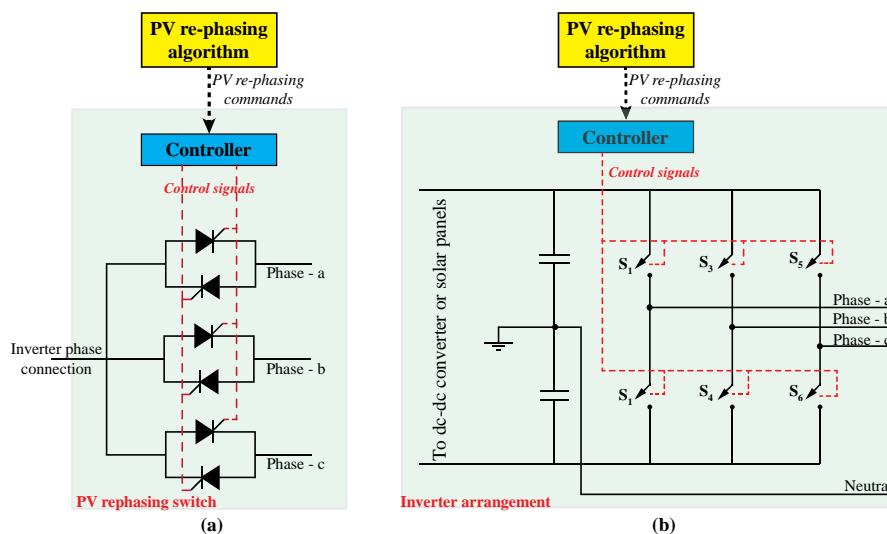 PV re-phasing
algorithm
PV re-phasing
commands
Controller
Control signals
Phase - a
Inverter phase
connection
Phase - b
Phase - c
PV rephasing switch
(a)
PV re-phasing
algorithm
PV re-phasing
commands
Controller
Control signals
To dc-dc converter or solar panels
S1
S3
S5
Phase - a
Phase - b
Phase - c
S1
S4
S6
Neutral
Inverter arrangement
(b)